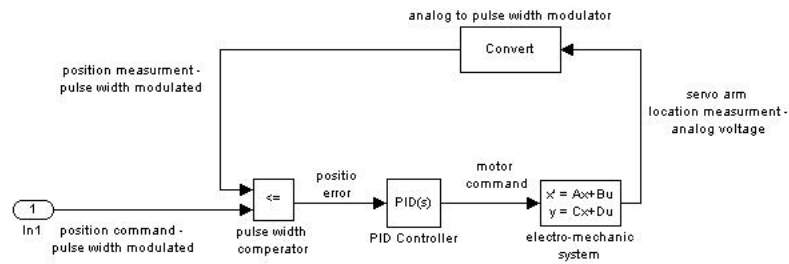 analog to pulse width modulator
Convert
position measurment -
pulse width modulated
servo arm
location measurment -
analog voltage
<=
positio
error
PID(s)
motor
command
x' = Ax+Bu
y = Cx+Du
1
In1
position command -
pulse width modulated
pulse width
comperator
PID Controller
electro-mechanic
system